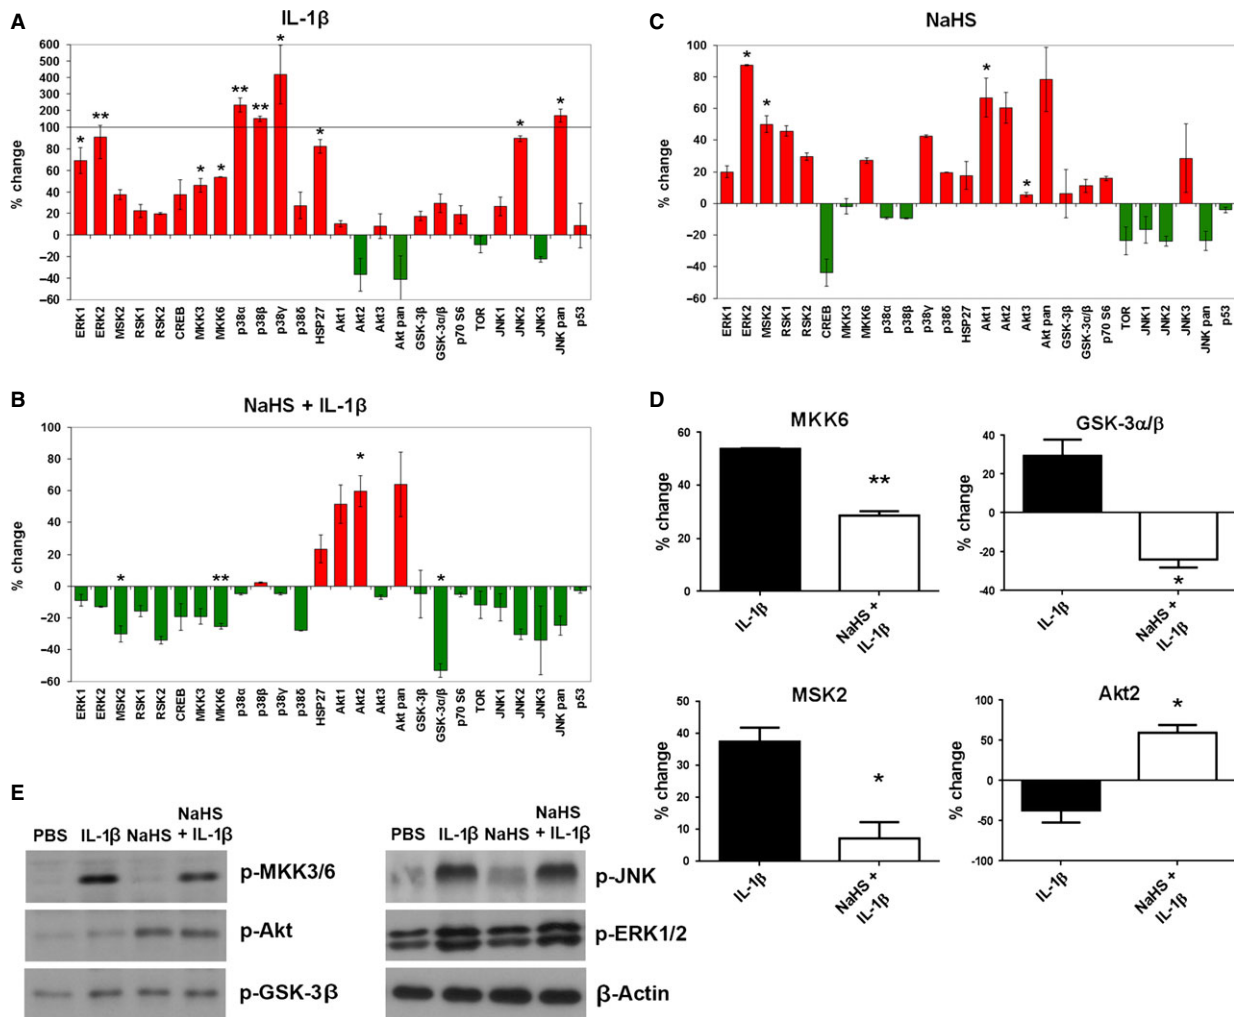 A
IL-1β
% change
600
500
400
300
200
100
80
60
40
20
0
−20
−40
−60
* ** * * ** ** * * * *
ERK1 ERK2 MSK2 RSK1 RSK2 CREB MKK3 MKK6 p38α p38β p38γ p38δ HSP27 Akt1 Akt2 Akt3 Akt pan GSK-3β GSK-3α/β p70 S6 TOR JNK1 JNK2 JNK3 JNK pan p53
C
NaHS
% change
100
80
60
40
20
0
−20
−40
−60
* * * *
ERK1 ERK2 MSK2 RSK1 RSK2 CREB MKK3 MKK6 p38α p38β p38γ p38δ HSP27 Akt1 Akt2 Akt3 Akt pan GSK-3β GSK-3α/β p70 S6 TOR JNK1 JNK2 JNK3 JNK pan p53
B
NaHS + IL-1β
% change
100
80
60
40
20
0
−20
−40
−60
* ** * *
ERK1 ERK2 MSK2 RSK1 RSK2 CREB MKK3 MKK6 p38α p38β p38γ p38δ HSP27 Akt1 Akt2 Akt3 Akt pan GSK-3β GSK-3α/β p70 S6 TOR JNK1 JNK2 JNK3 JNK pan p53
D
MKK6
% change
60
40
20
0
**
IL-1β
NaHS +
IL-1β
GSK-3α/β
% change
40
20
0
-20
-40
*
IL-1β
NaHS +
IL-1β
MSK2
% change
40
30
20
10
0
*
IL-1β
NaHS +
IL-1β
Akt2
% change
100
50
0
-50
-100
*
IL-1β
NaHS +
IL-1β
E
PBS IL-1β NaHS NaHS
+ IL-1β
p-MKK3/6
p-Akt
p-GSK-3β
PBS IL-1β NaHS NaHS
+ IL-1β
p-JNK
p-ERK1/2
β-Actin